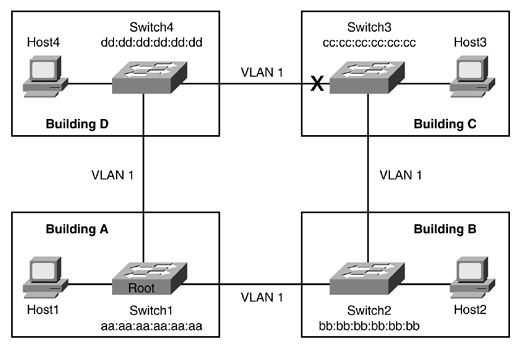 Switch4
dd:dd:dd:dd:dd:dd
Host4
Building D
VLAN 1
Switch3
cc:cc:cc:cc:cc:cc
Host3
X
Building C
VLAN 1
VLAN 1
Building A
Root
Host1
Switch1
aa:aa:aa:aa:aa:aa
VLAN 1
Building B
Switch2
bb:bb:bb:bb:bb:bb
Host2